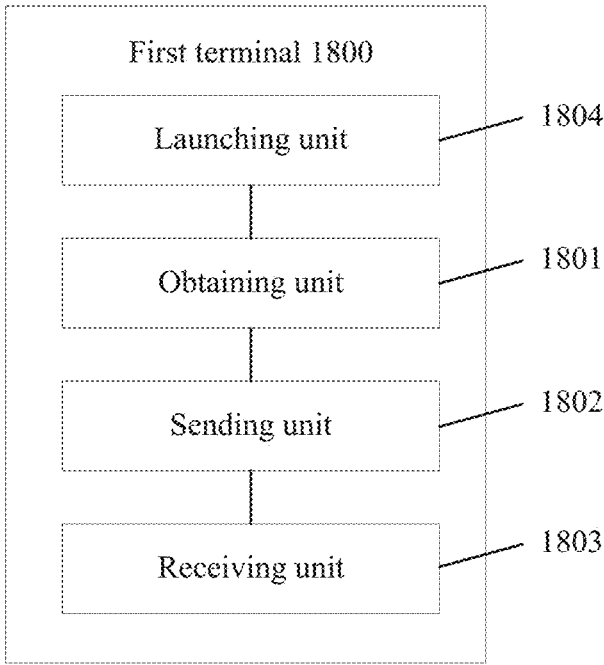 First terminal 1800
Launching unit
1804
Obtaining unit
1801
Sending unit
1802
Receiving unit
1803